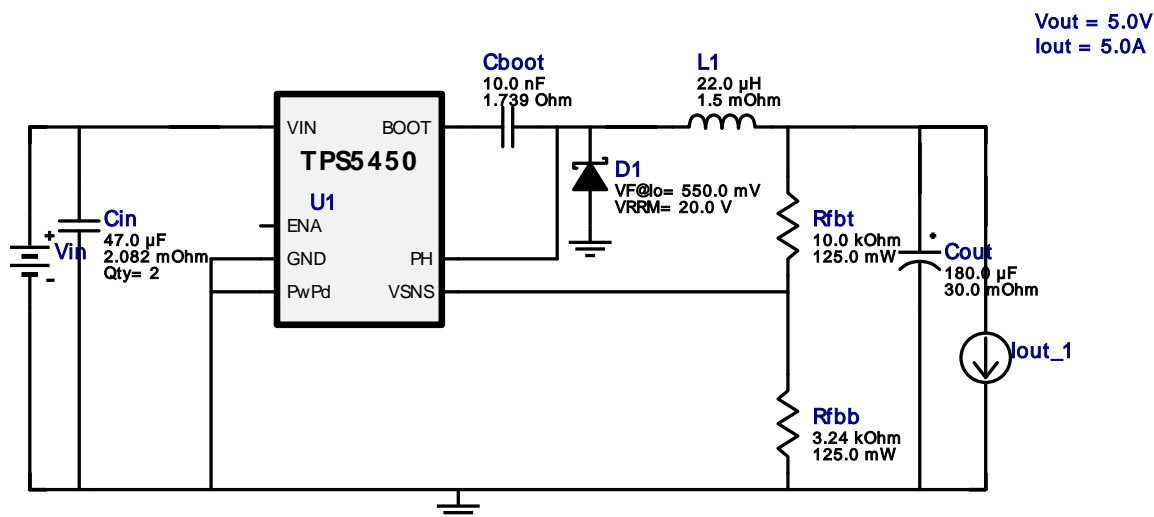 Vout = 5.0V
Iout = 5.0A
Cboot
10.0 nF
1.739 Ohm
L1
22.0 µH
1.5 mOhm
VIN
BOOT
TPS5450
U1
ENA
GND
PH
PwPd
VSNS
D1
VF@Io= 550.0 mV
VRRM= 20.0 V
Cin
47.0 µF
2.082 mOhm
Qty= 2
+
Vin
-
Rfbt
10.0 kOhm
125.0 mW
Cout
180.0 µF
30.0 mOhm
Iout_1
Rfbb
3.24 kOhm
125.0 mW